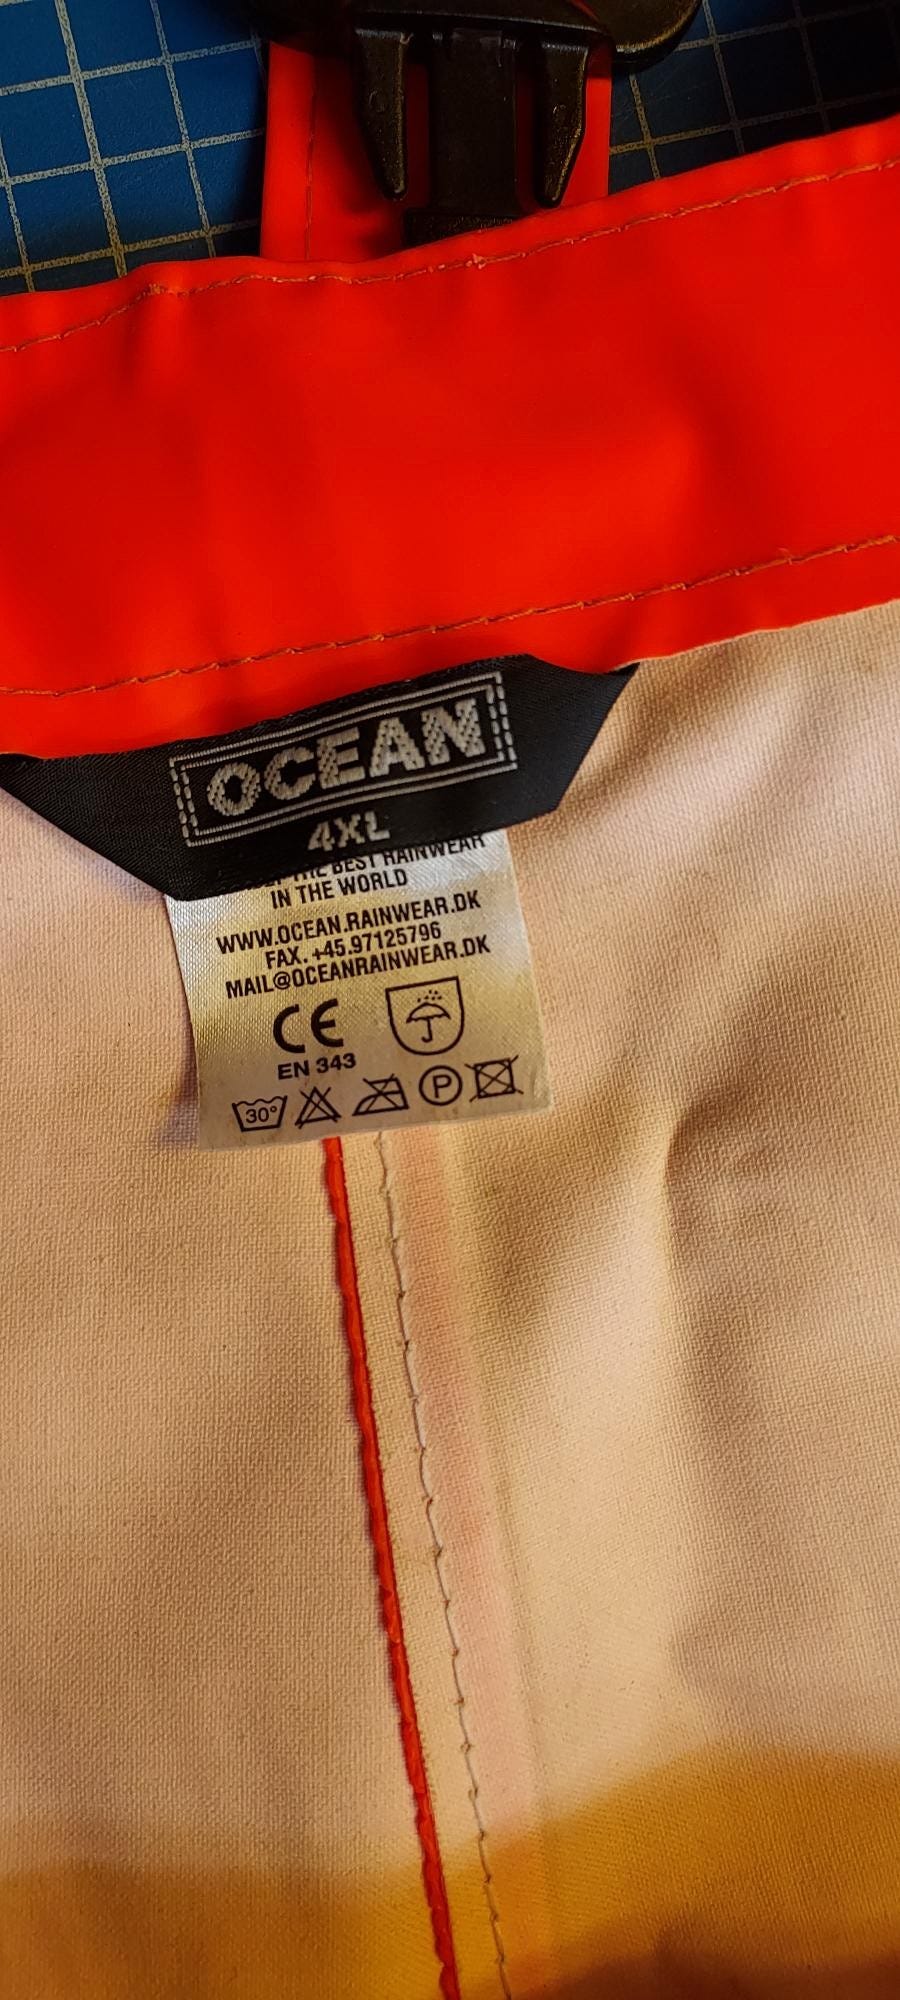 OCEAN
4XL
THE BEST RAINWEAR
IN THE WORLD
WWW.OCEAN.RAINWEAR.DK
FAX. +45.97125796
MAIL@OCEANRAINWEAR.DK
CE
EN 343
30° P